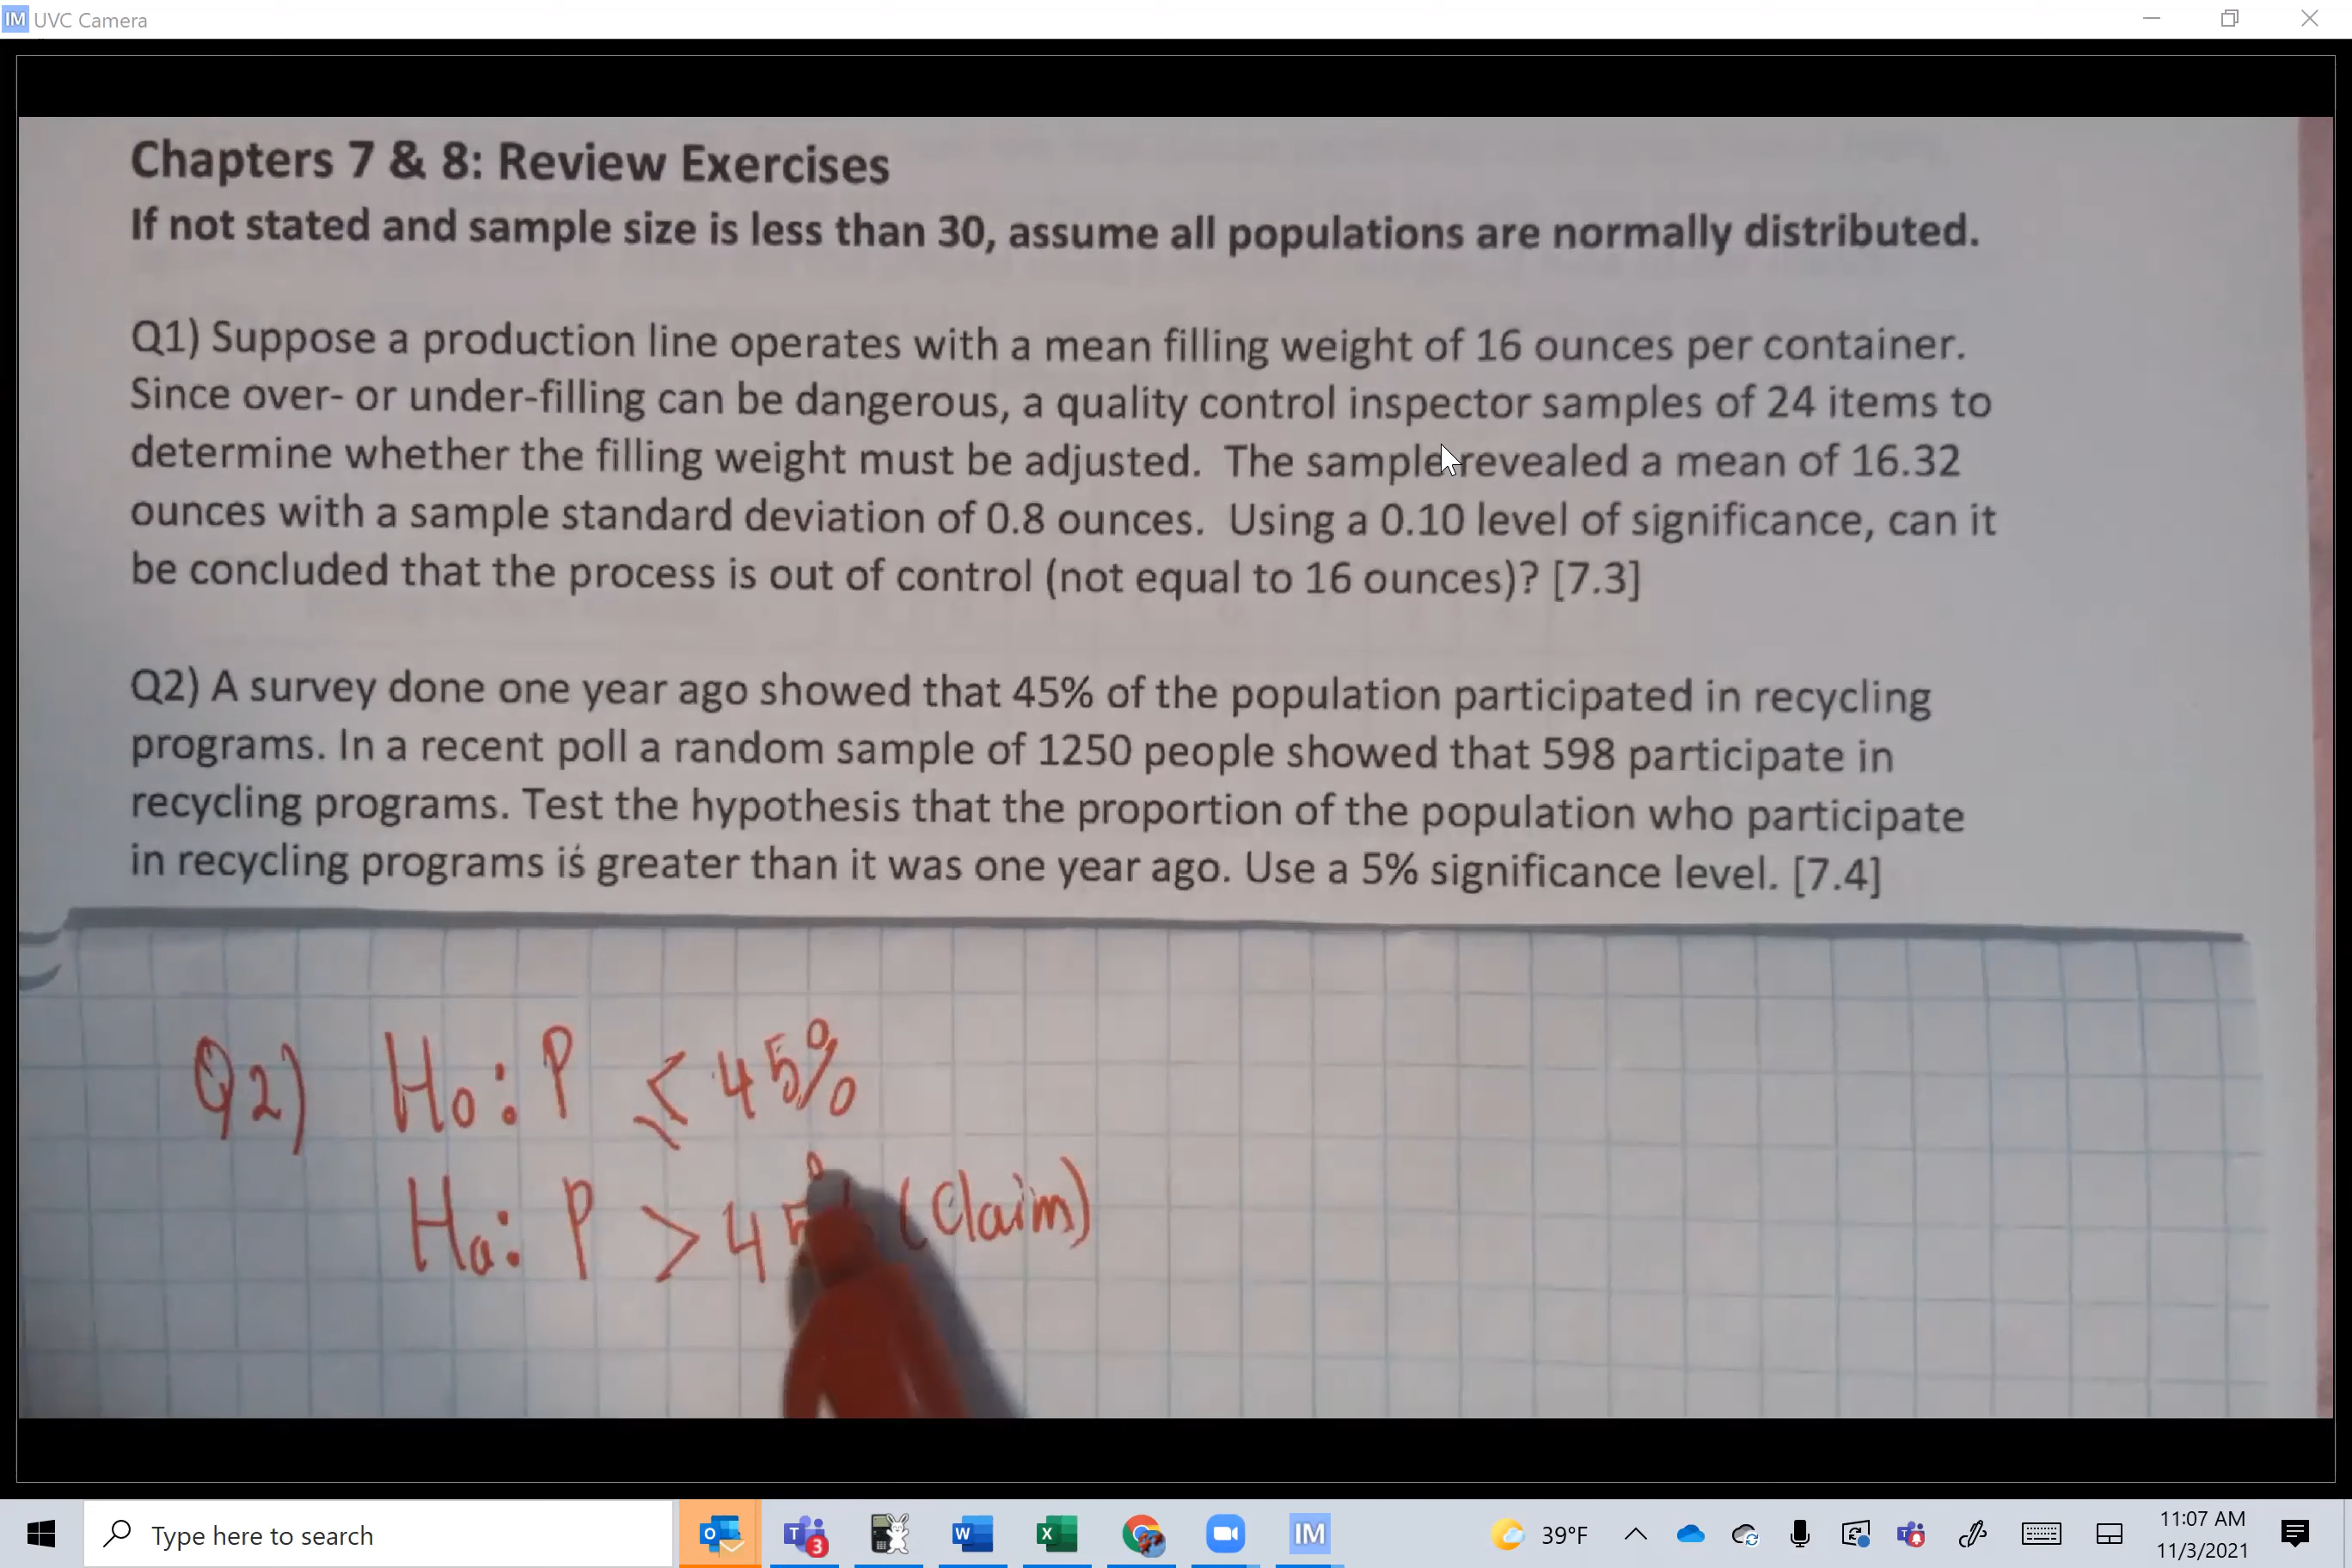 IM UVC Camera
Chapters 7 & 8: Review Exercises
If not stated and sample size is less than 30, assume all populations are normally distributed.
Q1) Suppose a production line operates with a mean filling weight of 16 ounces per container.
Since over- or under-filling can be dangerous, a quality control inspector samples of 24 items to
determine whether the filling weight must be adjusted. The sample revealed a mean of 16.32
ounces with a sample standard deviation of 0.8 ounces. Using a 0.10 level of significance, can it
be concluded that the process is out of control (not equal to 16 ounces)? [7.3]
Q2) A survey done one year ago showed that 45% of the population participated in recycling
programs. In a recent poll a random sample of 1250 people showed that 598 participate in
recycling programs. Test the hypothesis that the proportion of the population who participate
in recycling programs is greater than it was one year ago. Use a 5% significance level. [7.4]
Q2) Ho: P ≤ 45%
Ha: P > 45% (Claim)
Type here to search
O
T 3
W
X
IM
39°F
11:07 AM
11/3/2021